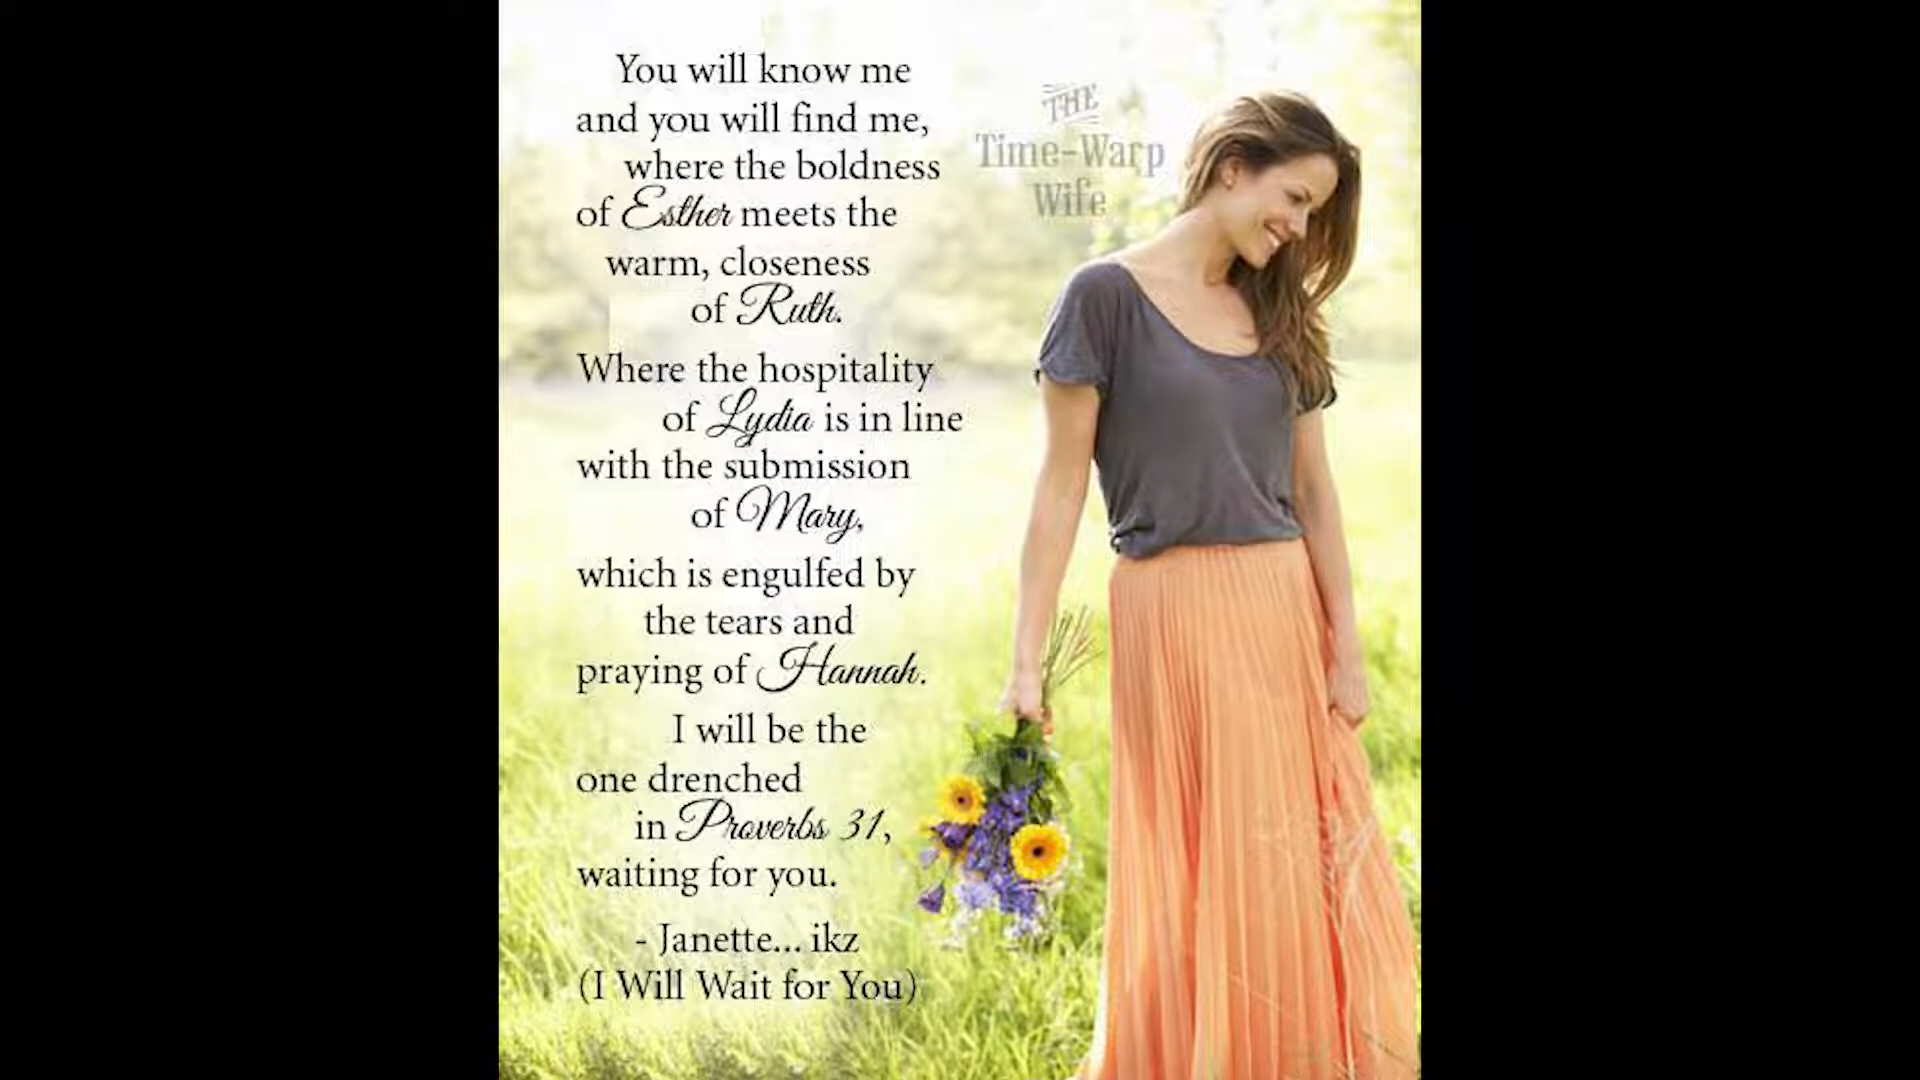 You will know me
and you will find me,
where the boldness
of Esther meets the
warm, closeness
of Ruth.
Where the hospitality
of Lydia is in line
with the submission
of Mary,
which is engulfed by
the tears and
praying of Hannah.
I will be the
one drenched
in Proverbs 31,
waiting for you.
- Janette... ikz
(I Will Wait for You)
THE
Time-Warp
Wife